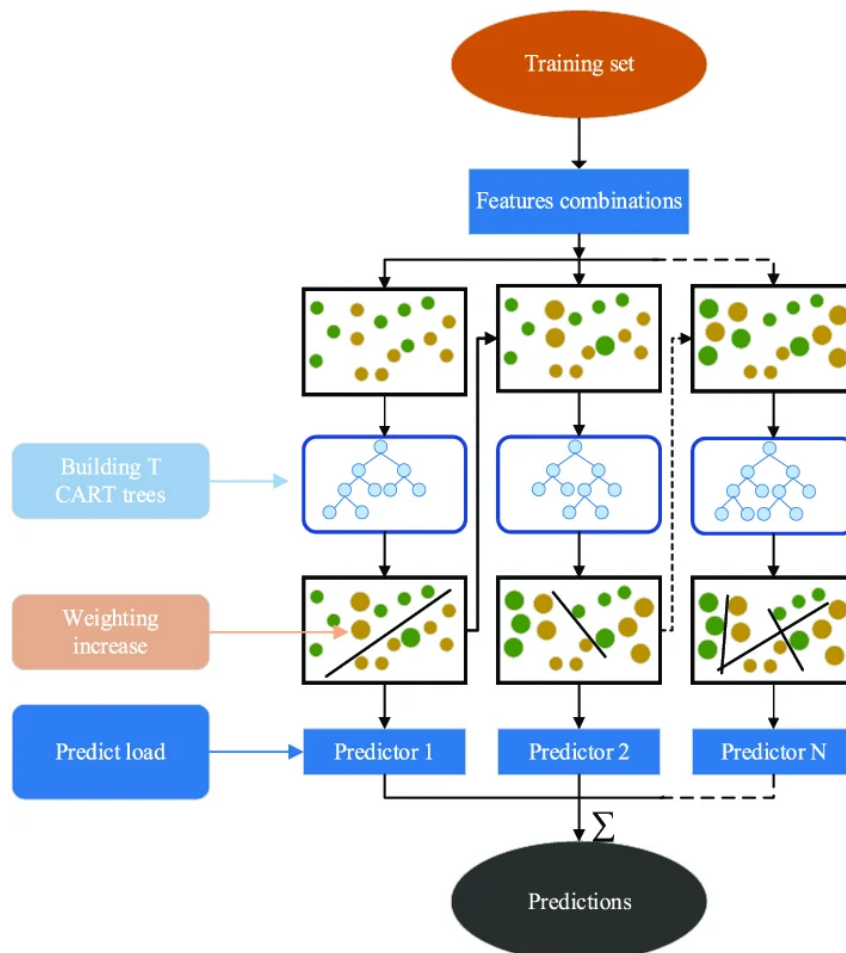 Training set
Features combinations
Building T
CART trees
Weighting
increase
Predict load
Predictor 1
Predictor 2
Predictor N
Σ
Predictions